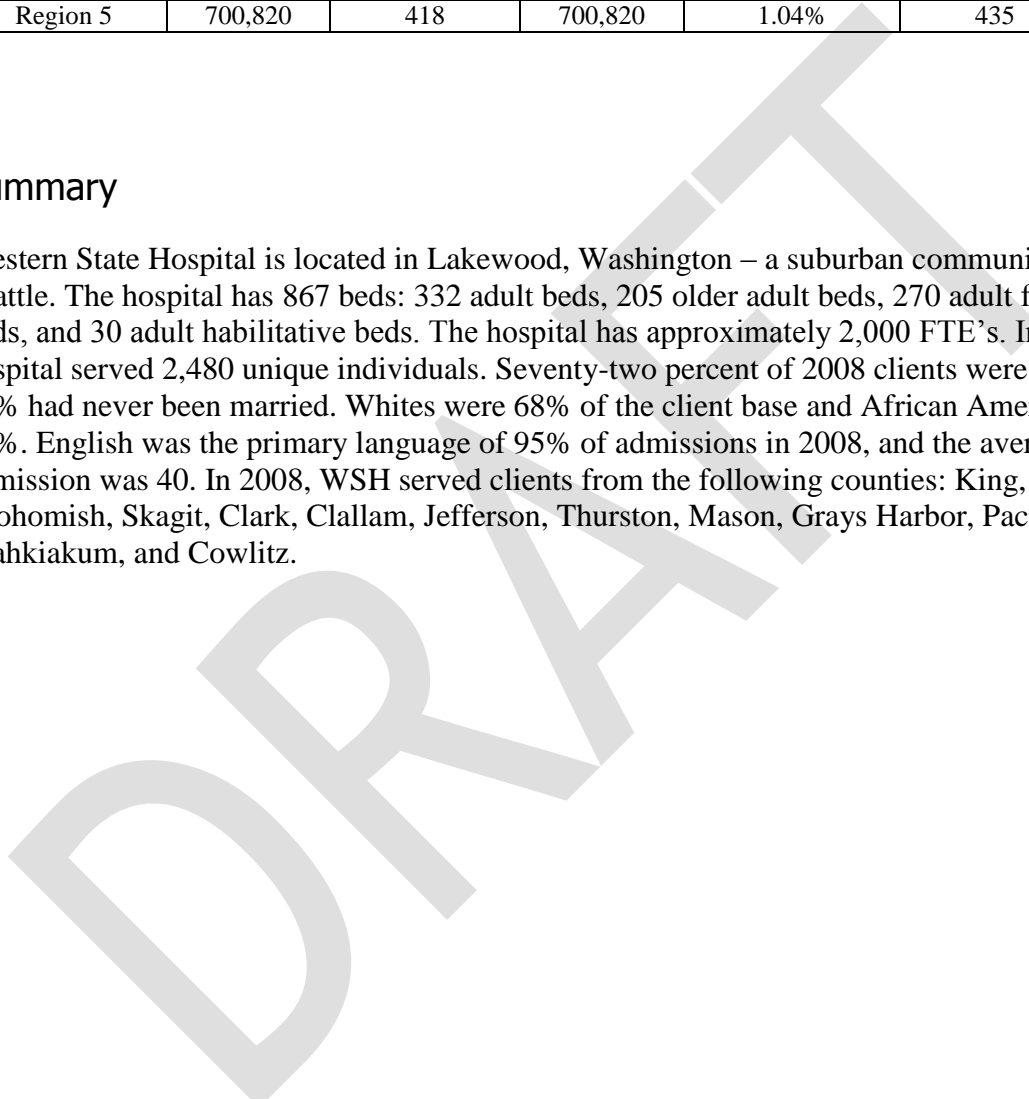 Region 5 700,820 418 700,820 1.04% 435
ummary
estern State Hospital is located in Lakewood, Washington – a suburban communi
attle. The hospital has 867 beds: 332 adult beds, 205 older adult beds, 270 adult f
ds, and 30 adult habilitative beds. The hospital has approximately 2,000 FTE’s. I
spital served 2,480 unique individuals. Seventy-two percent of 2008 clients were
% had never been married. Whites were 68% of the client base and African Ame
%. English was the primary language of 95% of admissions in 2008, and the aver
mission was 40. In 2008, WSH served clients from the following counties: King,
ohomish, Skagit, Clark, Clallam, Jefferson, Thurston, Mason, Grays Harbor, Pac
ahkiakum, and Cowlitz.
DRAFT